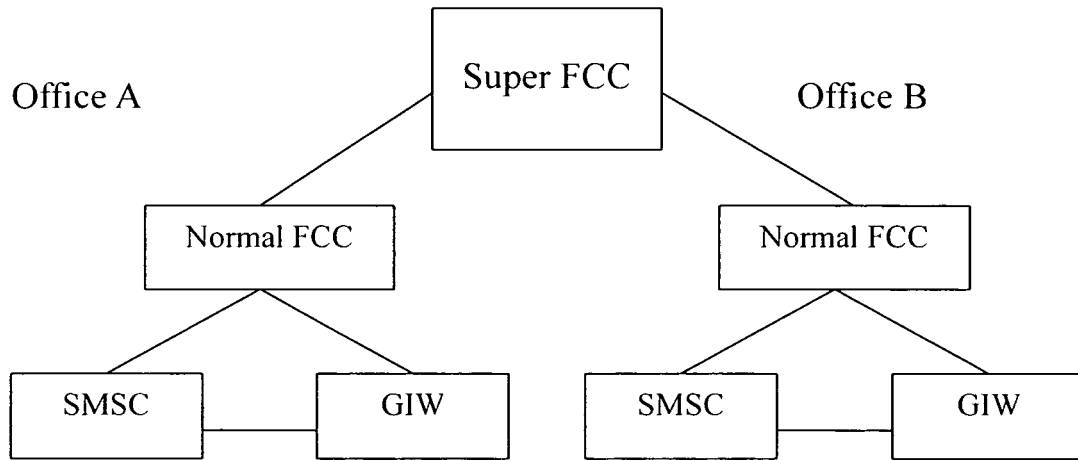 Super FCC
Office A
Office B
Normal FCC
Normal FCC
SMSC
GIW
SMSC
GIW